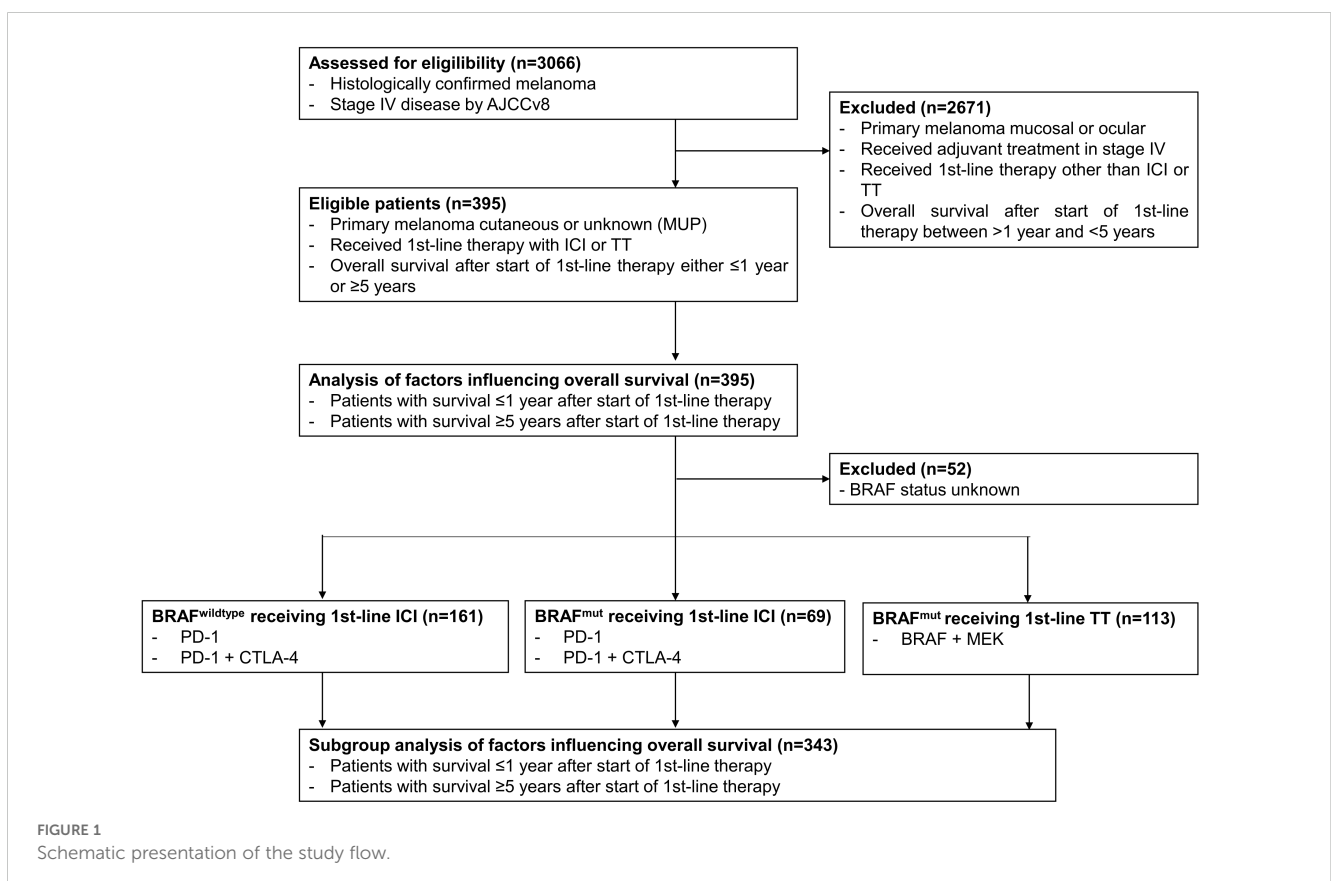 Assessed for eligilibility (n=3066)
- Histologically confirmed melanoma
- Stage IV disease by AJCCv8
Excluded (n=2671)
- Primary melanoma mucosal or ocular
- Received adjuvant treatment in stage IV
- Received 1st-line therapy other than ICI or
TT
- Overall survival after start of 1st-line
therapy between >1 year and <5 years
Eligible patients (n=395)
- Primary melanoma cutaneous or unknown (MUP)
- Received 1st-line therapy with ICI or TT
- Overall survival after start of 1st-line therapy either ≤1 year
or ≥5 years
Analysis of factors influencing overall survival (n=395)
- Patients with survival ≤1 year after start of 1st-line therapy
- Patients with survival ≥5 years after start of 1st-line therapy
Excluded (n=52)
- BRAF status unknown
BRAFwildtype receiving 1st-line ICI (n=161)
- PD-1
- PD-1 + CTLA-4
BRAFmut receiving 1st-line ICI (n=69)
- PD-1
- PD-1 + CTLA-4
BRAFmut receiving 1st-line TT (n=113)
- BRAF + MEK
Subgroup analysis of factors influencing overall survival (n=343)
- Patients with survival ≤1 year after start of 1st-line therapy
- Patients with survival ≥5 years after start of 1st-line therapy
FIGURE 1
Schematic presentation of the study flow.